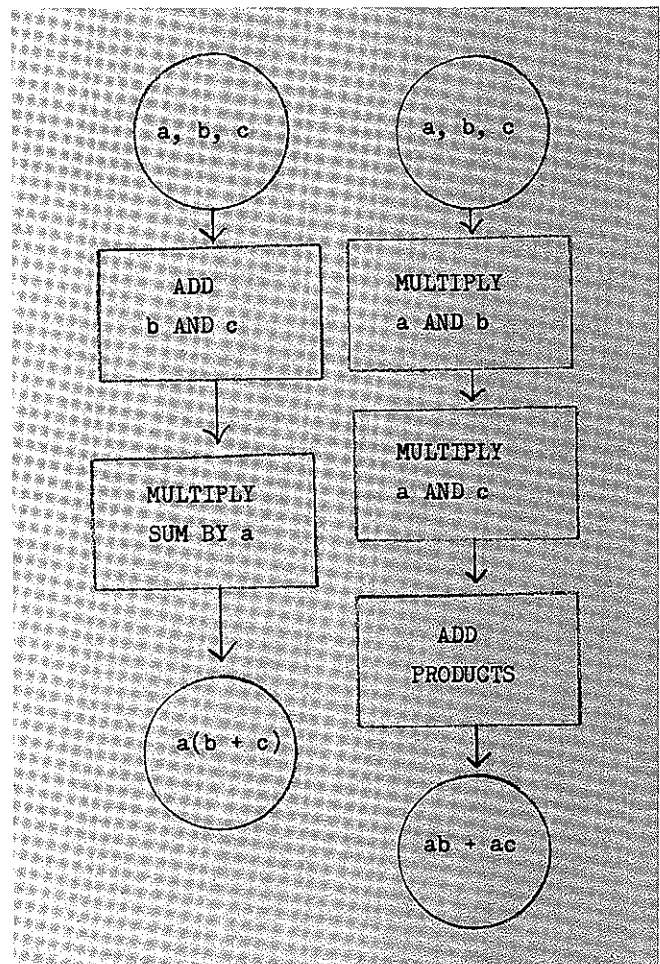 a, b, c
ADD
b AND c
MULTIPLY
SUM BY a
a(b + c)
a, b, c
MULTIPLY
a AND b
MULTIPLY
a AND c
ADD
PRODUCTS
ab + ac